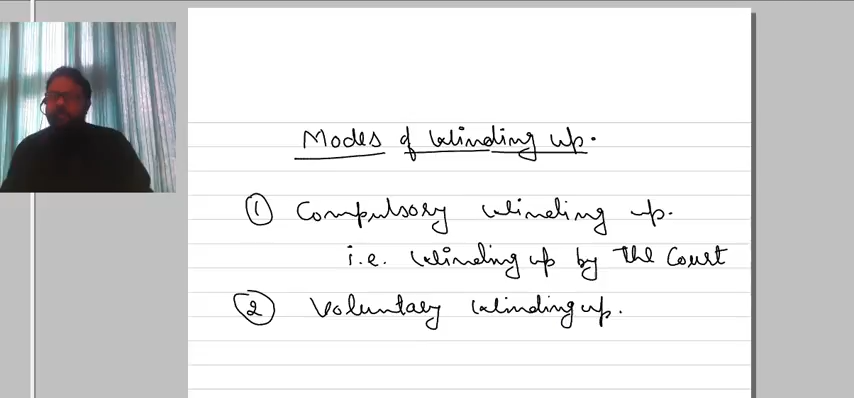 Modes of Winding up.
① Compulsory Winding up.
i.e. Winding up by the Court
② Voluntary Winding up.